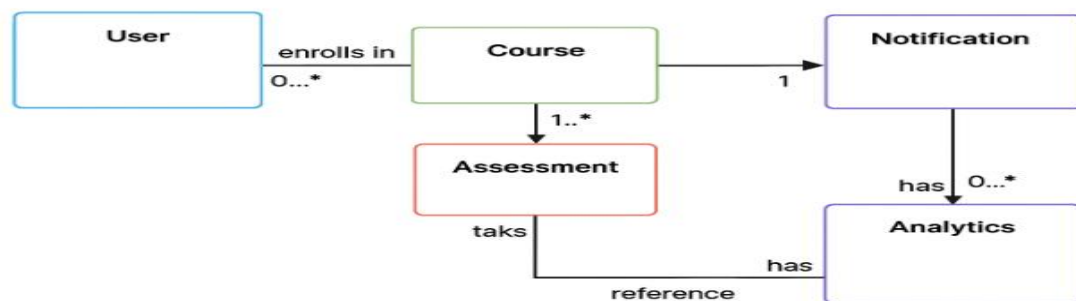 User
enrolls in
0...*
Course
1
Notification
1..*
Assessment
has
0...*
Analytics
taks
has
reference